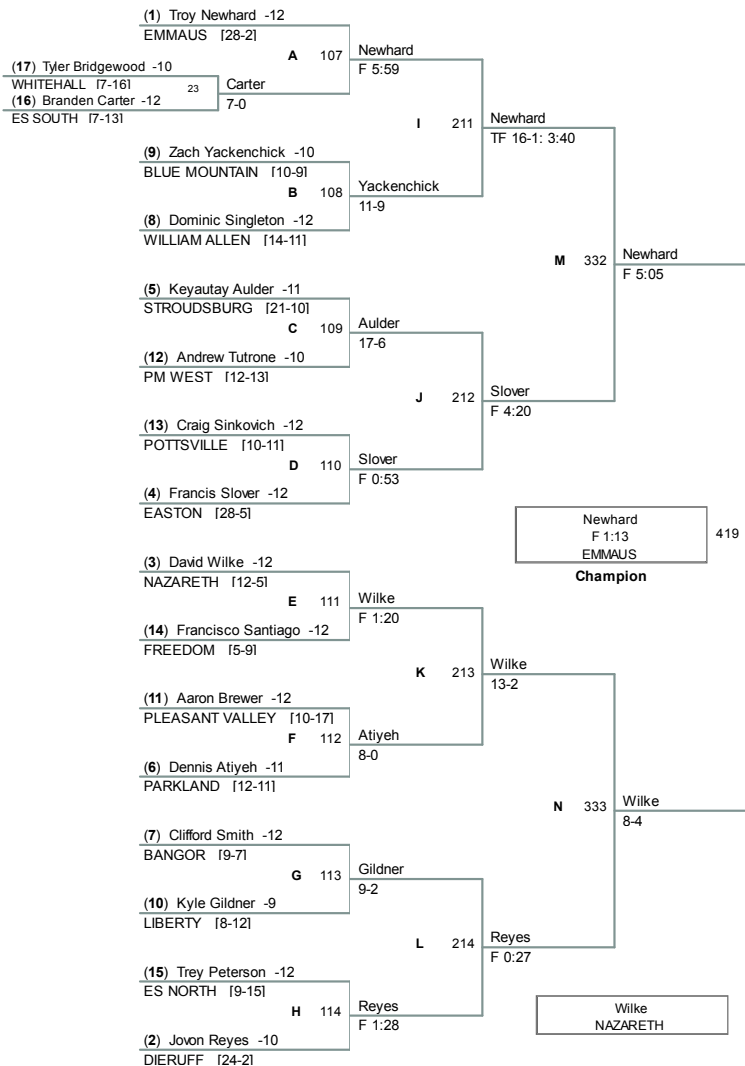 (1) Troy Newhard -12
EMMAUS [28-2]
A 107
Newhard
F 5:59
(17) Tyler Bridgewood -10
WHITEHALL [7-16]
23
Carter
7-0
(16) Branden Carter -12
ES SOUTH [7-13]
I 211
Newhard
TF 16-1: 3:40
(9) Zach Yackenchick -10
BLUE MOUNTAIN [10-9]
B 108
Yackenchick
11-9
(8) Dominic Singleton -12
WILLIAM ALLEN [14-11]
M 332
Newhard
F 5:05
(5) Keyautay Aulder -11
STROUDSBURG [21-10]
C 109
Aulder
17-6
(12) Andrew Tutrone -10
PM WEST [12-13]
J 212
Slover
F 4:20
(13) Craig Sinkovich -12
POTTSVILLE [10-11]
D 110
Slover
F 0:53
(4) Francis Slover -12
EASTON [28-5]
Newhard
F 1:13
EMMAUS
419
Champion
(3) David Wilke -12
NAZARETH [12-5]
E 111
Wilke
F 1:20
(14) Francisco Santiago -12
FREEDOM [5-9]
K 213
Wilke
13-2
(11) Aaron Brewer -12
PLEASANT VALLEY [10-17]
F 112
Atiyeh
8-0
(6) Dennis Atiyeh -11
PARKLAND [12-11]
N 333
Wilke
8-4
(7) Clifford Smith -12
BANGOR [9-7]
G 113
Gildner
9-2
(10) Kyle Gildner -9
LIBERTY [8-12]
L 214
Reyes
F 0:27
(15) Trey Peterson -12
ES NORTH [9-15]
H 114
Reyes
F 1:28
(2) Jovon Reyes -10
DIERUFF [24-2]
Wilke
NAZARETH